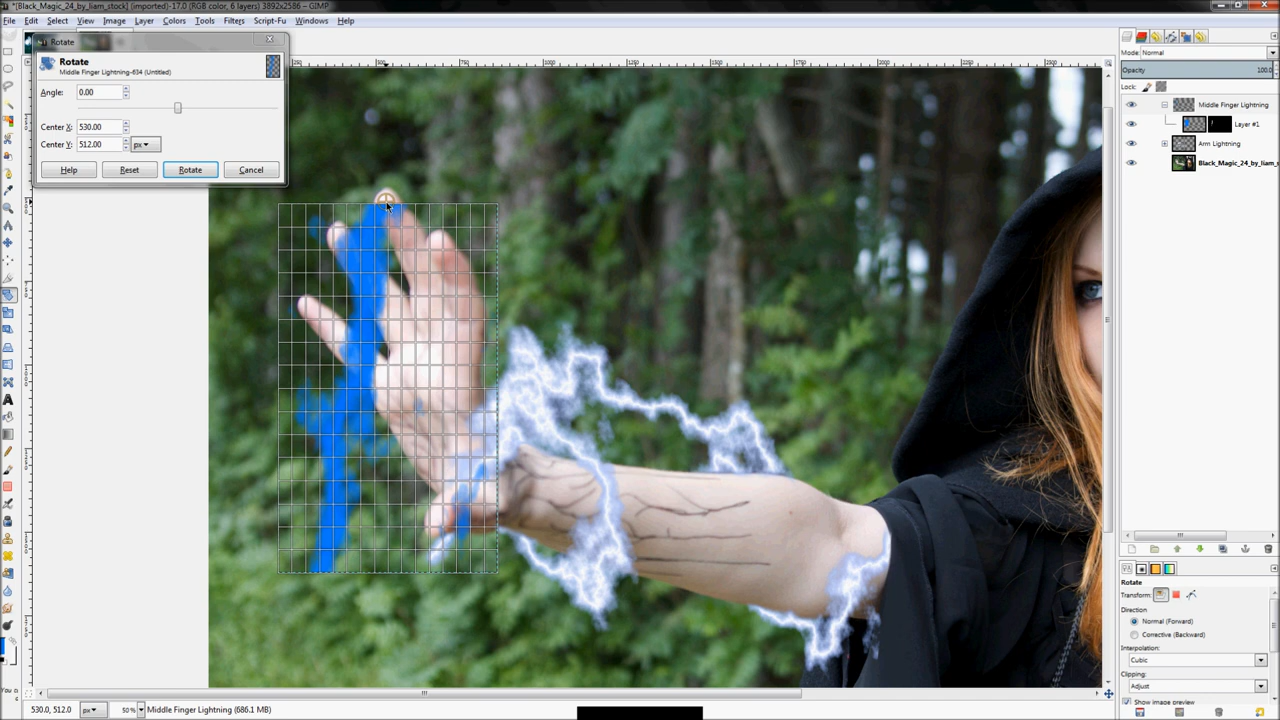 *[Black_Magic_24_by_liam_stock] (imported)-17.0 (RGB color, 6 layers) 3892x2586 – GIMP
File Edit Select View Image Layer Colors Tools Filters Script-Fu Windows Help
Rotate
Rotate
Middle Finger Lightning-634 (Untitled)
Angle: 0.00
Center X: 530.00
Center Y: 512.00 px
Help Reset Rotate Cancel
Mode: Normal
Opacity 100.0
Lock:
Middle Finger Lightning
Layer #1
Arm Lightning
Black_Magic_24_by_liam_s
Rotate
Transform:
Direction
Normal (Forward)
Corrective (Backward)
Interpolation:
Cubic
Clipping:
Adjust
Show image preview
530.0, 512.0 px 50% Middle Finger Lightning (686.1 MB)